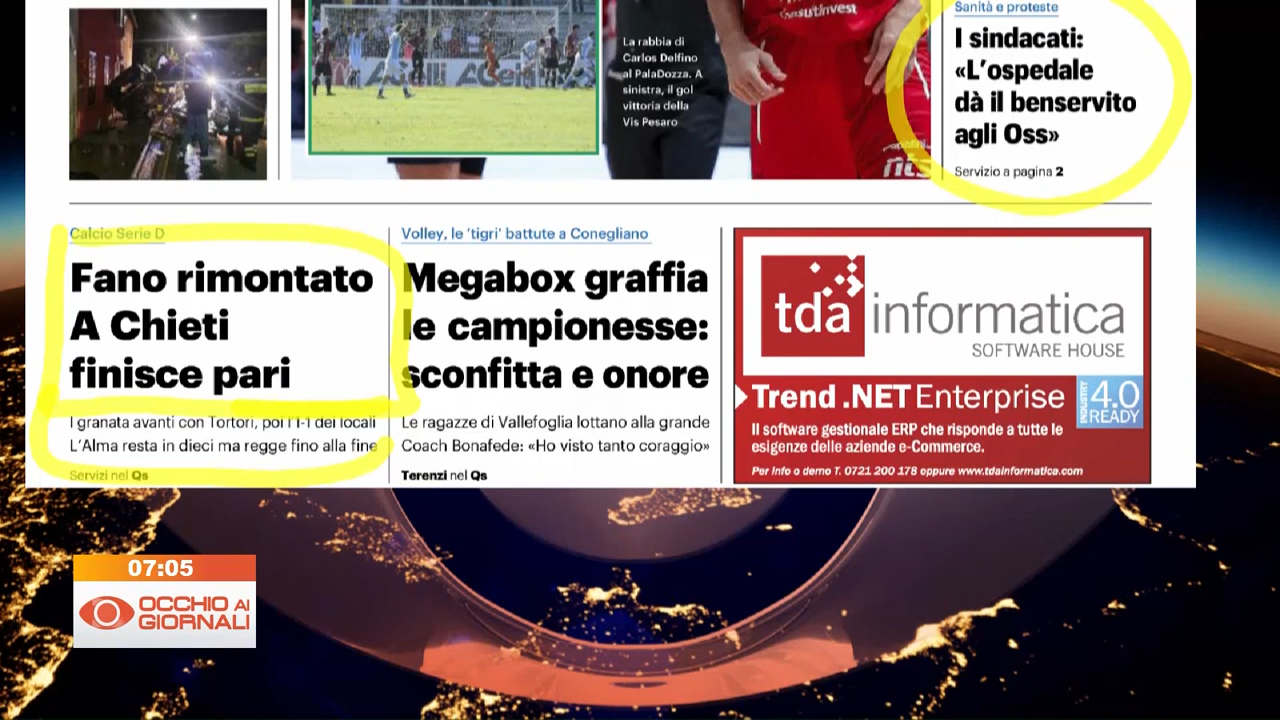 onsultinvest
La rabbia di
Carlos Delfino
al PalaDozza. A
sinistra, il gol
vittoria della
Vis Pesaro
Sanità e proteste
I sindacati:
«L'ospedale
dà il benservito
agli Oss»
Servizio a pagina 2
Calcio Serie D
Fano rimontato
A Chieti
finisce pari
I granata avanti con Tortori, poi l'1-1 dei locali
L'Alma resta in dieci ma regge fino alla fine
Servizi nel Qs
Volley, le 'tigri' battute a Conegliano
Megabox graffia
le campionesse:
sconfitta e onore
Le ragazze di Vallefoglia lottano alla grande
Coach Bonafede: «Ho visto tanto coraggio»
Terenzi nel Qs
tda informatica
SOFTWARE HOUSE
Trend .NET Enterprise
INDUSTRY 4.0 READY
Il software gestionale ERP che risponde a tutte le
esigenze delle aziende e-Commerce.
Per Info o demo T. 0721 200 178 oppure www.tdainformatica.com
07:05
OCCHIO AI
GIORNALI